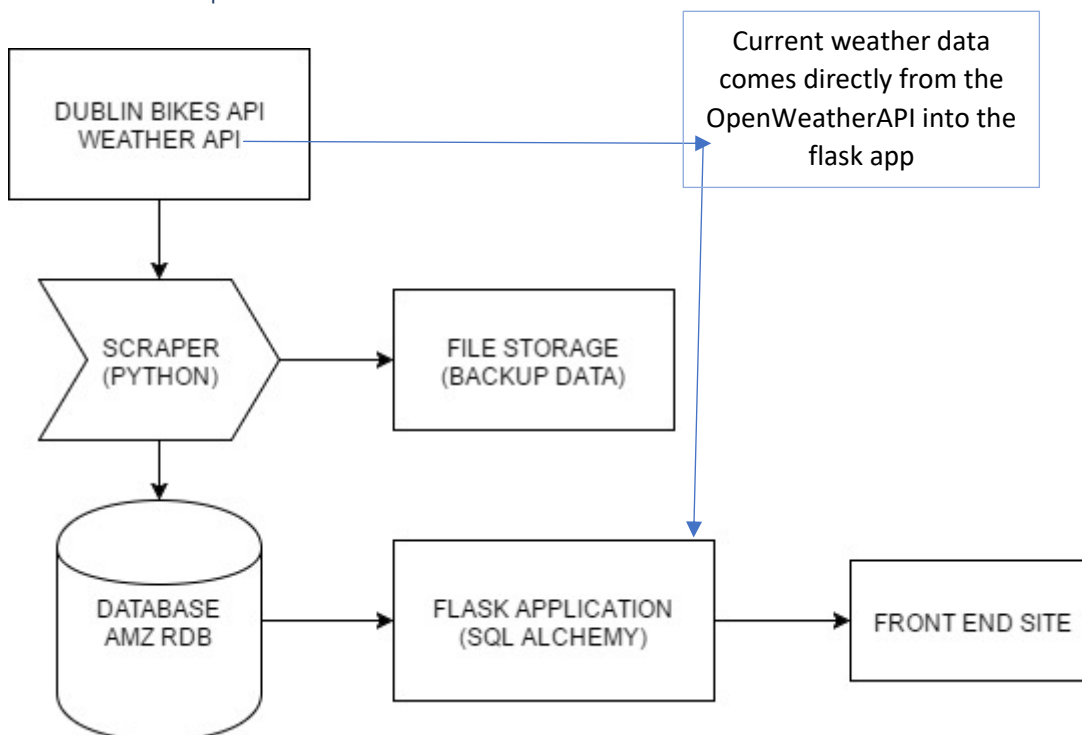 Current weather data
comes directly from the
OpenWeatherAPI into the
flask app
DUBLIN BIKES API
WEATHER API
SCRAPER
(PYTHON)
FILE STORAGE
(BACKUP DATA)
DATABASE
AMZ RDB
FLASK APPLICATION
(SQL ALCHEMY)
FRONT END SITE